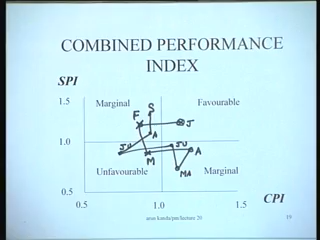 COMBINED PERFORMANCE
INDEX
SPI
1.5
Marginal
S
Favourable
F
J
A
1.0
JU
JU
A
M
Unfavourable
MA
Marginal
0.5
0.5
1.0
1.5
CPI
19